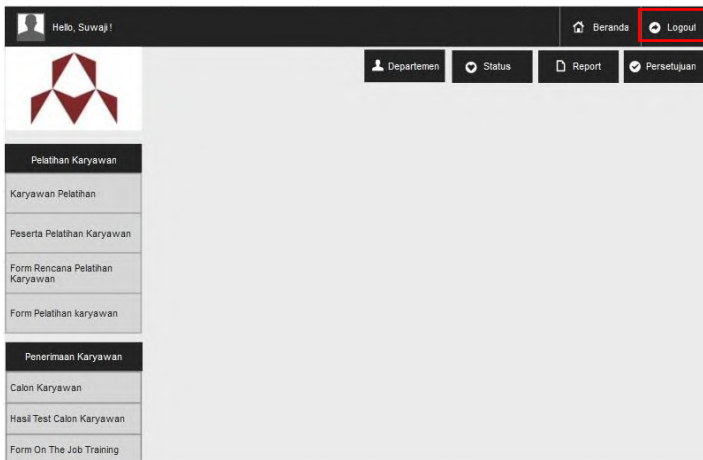 Hello, Suwaji !
Beranda
Logout
Departemen
Status
Report
Persetujuan
Pelatihan Karyawan
Karyawan Pelatihan
Peserta Pelatihan Karyawan
Form Rencana Pelatihan
Karyawan
Form Pelatihan karyawan
Penerimaan Karyawan
Calon Karyawan
Hasil Test Calon Karyawan
Form On The Job Training